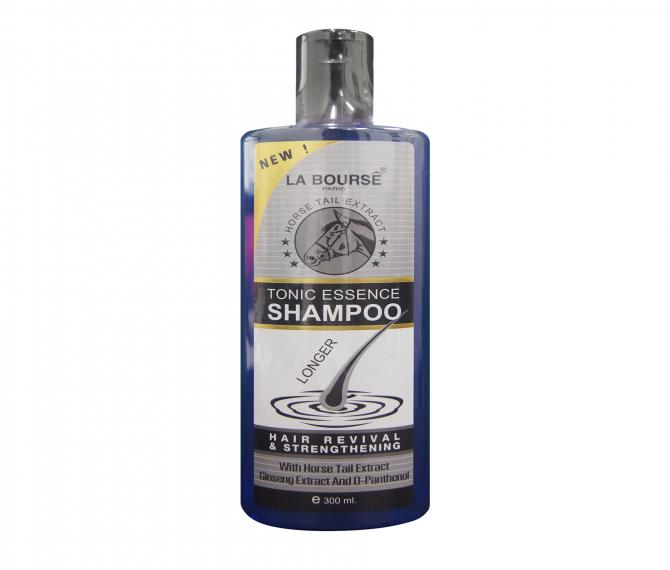 NEW !
LA BOURSÊ®
PARIS
HORSE TAIL EXTRACT
TONIC ESSENCE
SHAMPOO
LONGER
HAIR REVIVAL
& STRENGTHENING
With Horse Tail Extract
Ginseng Extract And D-Panthenol
e 300 ml.